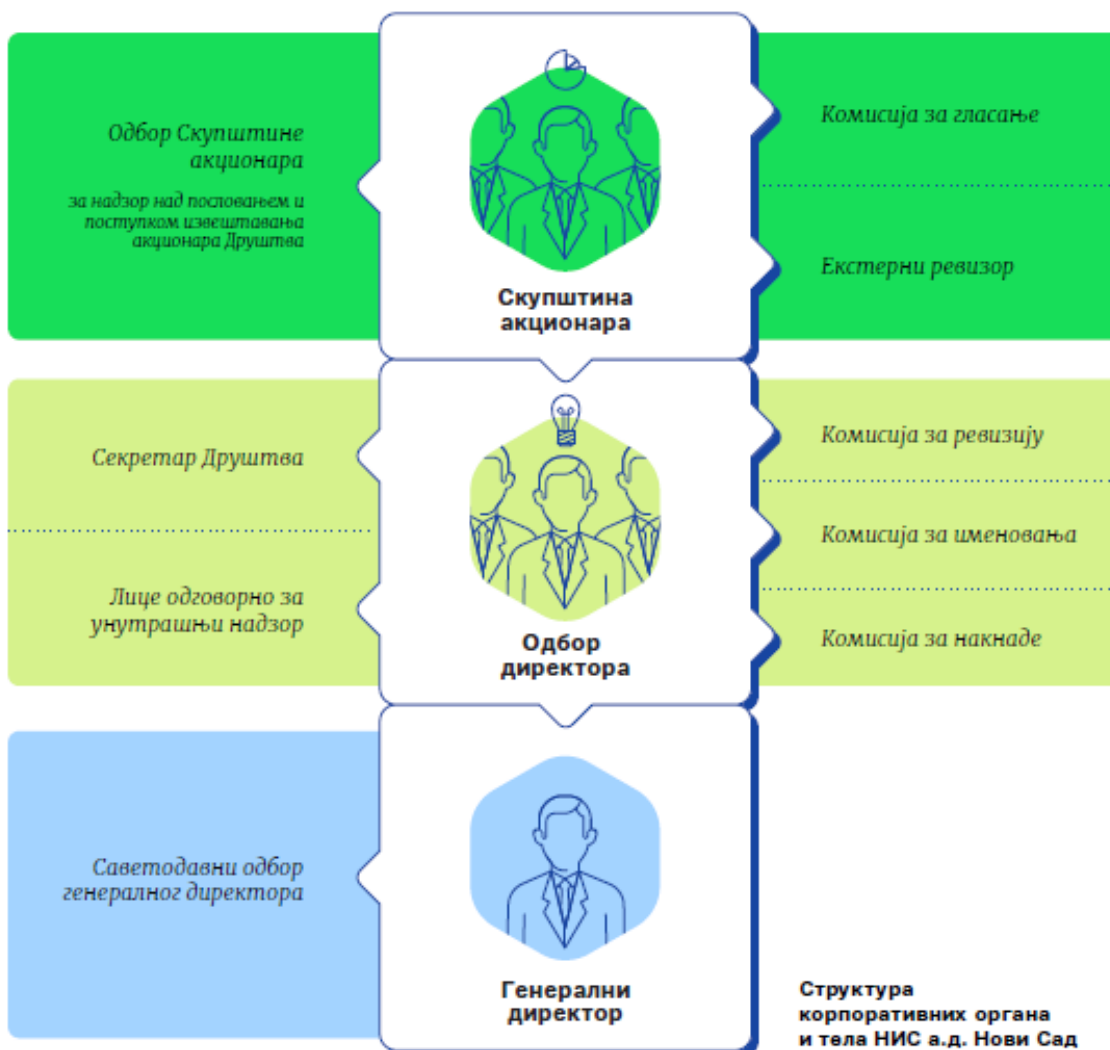 Одбор Скупштине
акционара
за надзор над пословањем и
поступком извештавања
акционара Друштва
Скупштина
акционара
Комисија за гласање
Екстерни ревизор
Секретар Друштва
Лице одговорно за
унутрашњи надзор
Одбор
директора
Комисија за ревизију
Комисија за именовања
Комисија за накнаде
Саветодавни одбор
генералног директора
Генерални
директор
Структура
корпоративних органа
и тела НИС а.д. Нови Сад